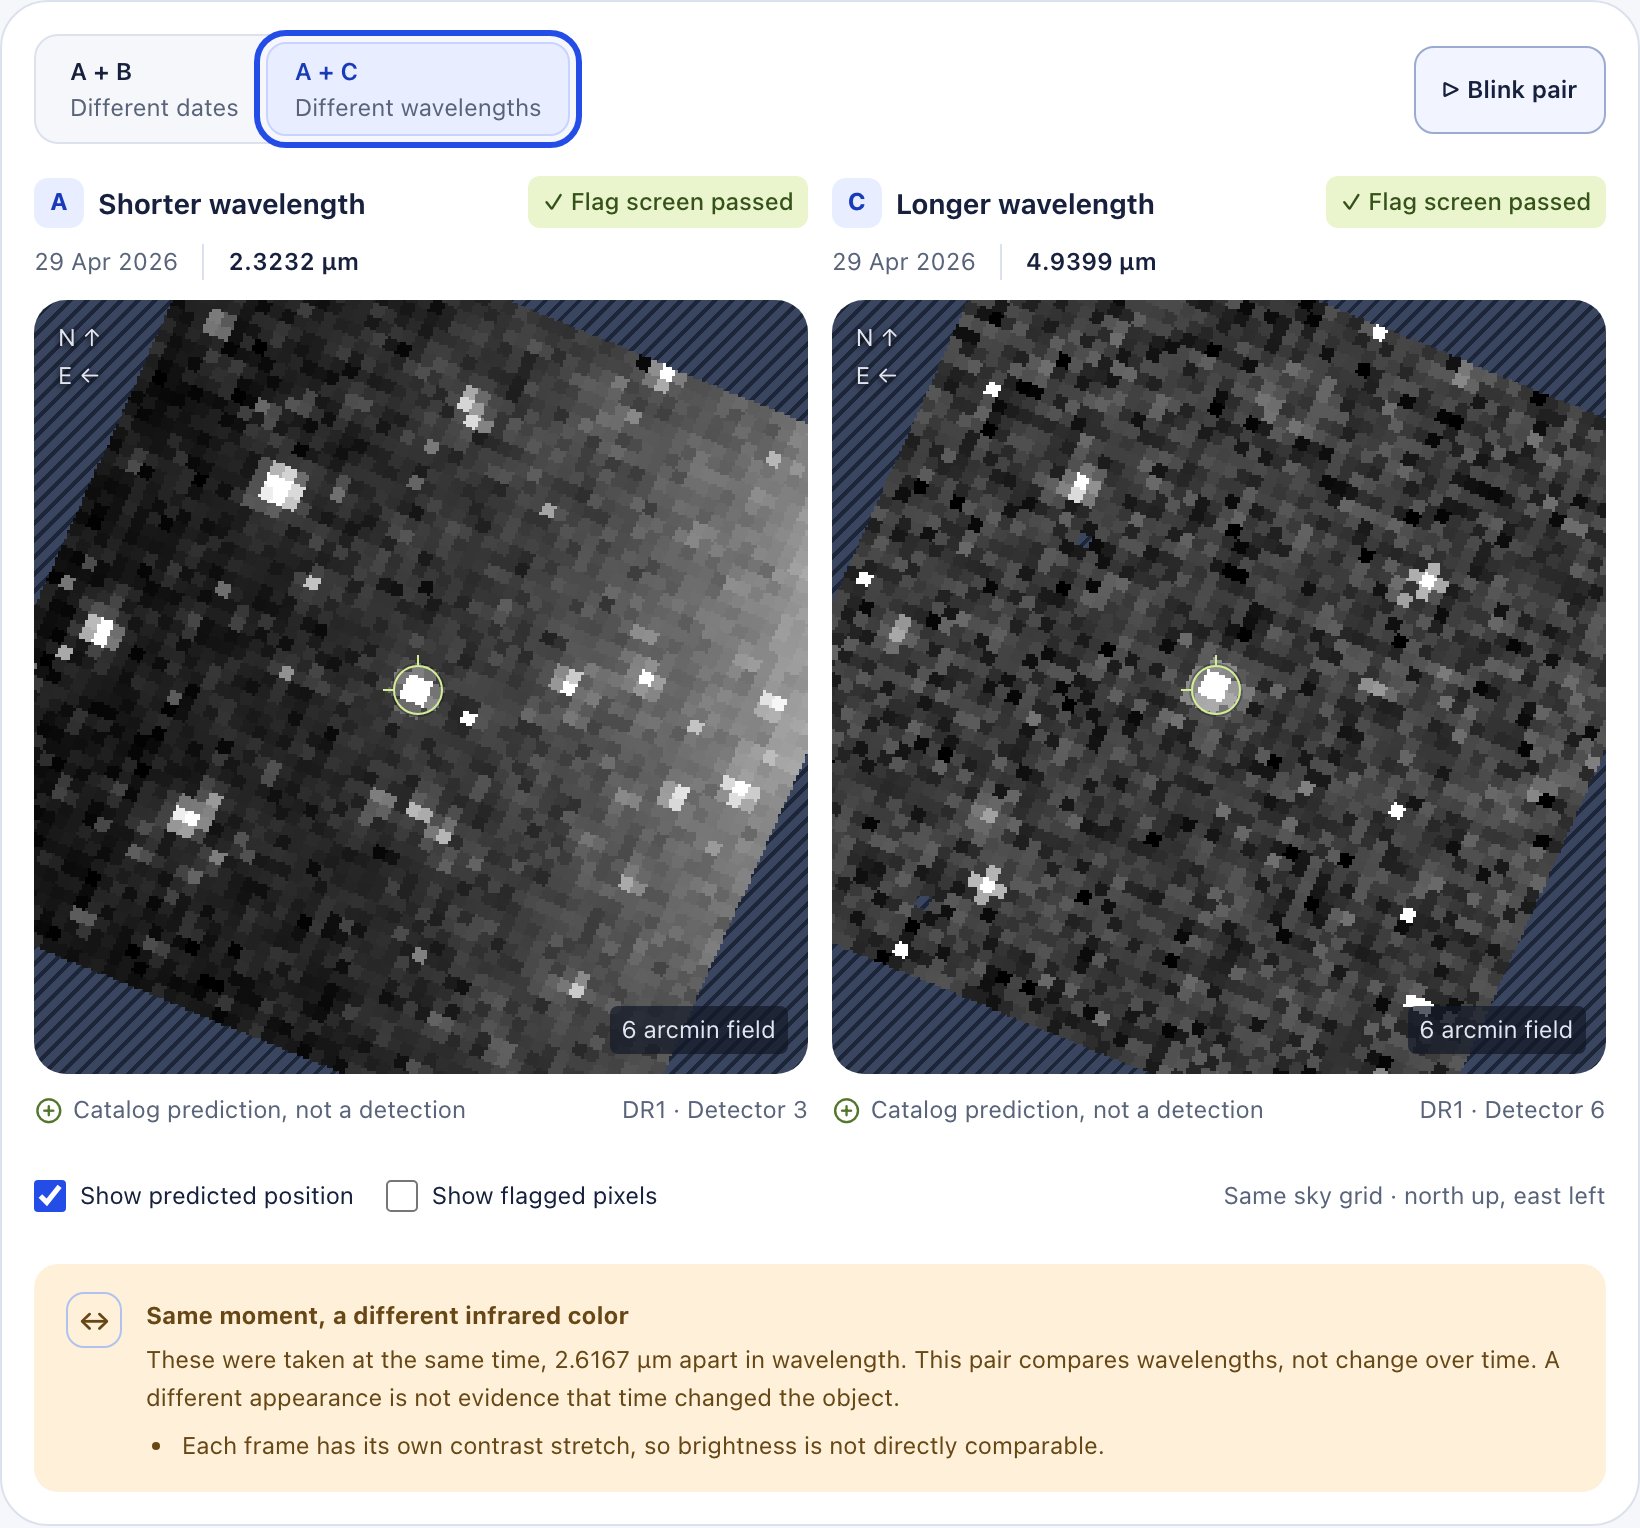 A + B
Different dates
A + C
Different wavelengths
Blink pair
A
Shorter wavelength
✓ Flag screen passed
29 Apr 2026
2.3232 µm
C
Longer wavelength
✓ Flag screen passed
29 Apr 2026
4.9399 µm
N ↑
E ←
6 arcmin field
N ↑
E ←
6 arcmin field
Catalog prediction, not a detection
DR1 · Detector 3
Catalog prediction, not a detection
DR1 · Detector 6
Show predicted position
Show flagged pixels
Same sky grid · north up, east left
Same moment, a different infrared color
These were taken at the same time, 2.6167 µm apart in wavelength. This pair compares wavelengths, not change over time. A
different appearance is not evidence that time changed the object.
• Each frame has its own contrast stretch, so brightness is not directly comparable.